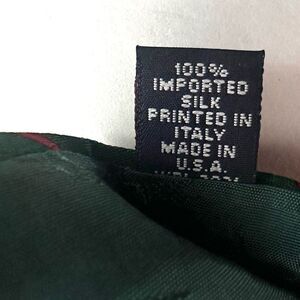 100%
IMPORTED
SILK
PRINTED IN
ITALY
MADE IN
U.S.A.